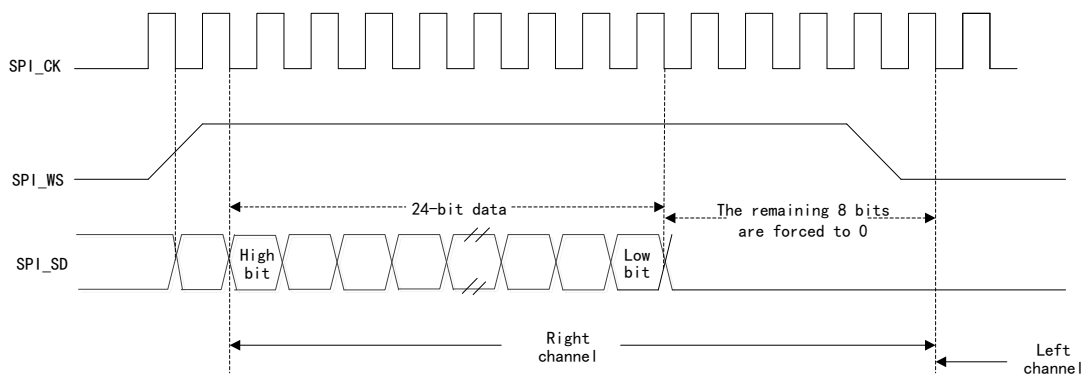 SPI_CK
SPI_WS
24-bit data
The remaining 8 bits
are forced to 0
SPI_SD
High
bit
Low
bit
Right
channel
Left
channel